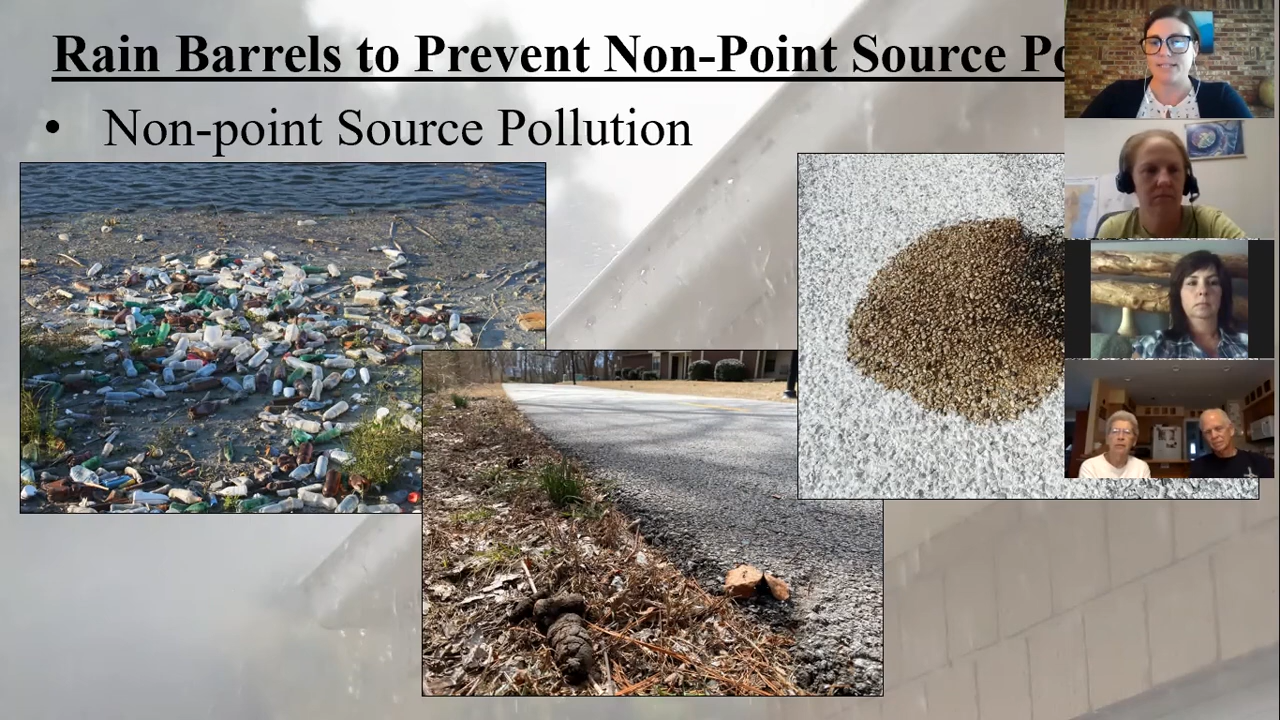 Rain Barrels to Prevent Non-Point Source Po
• Non-point Source Pollution